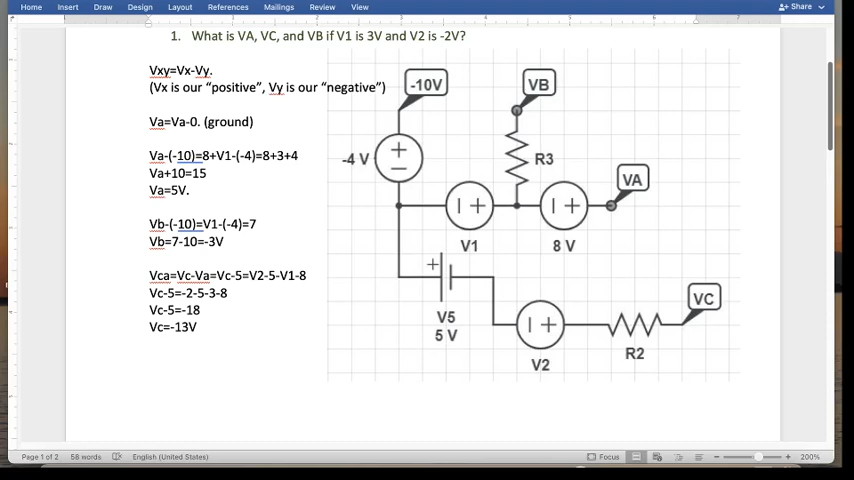 Home Insert Draw Design Layout References Mailings Review View Share
1. What is VA, VC, and VB if V1 is 3V and V2 is -2V?
Vxy=Vx-Vy.
(Vx is our “positive”, Vy is our “negative”)
Va=Va-0. (ground)
Va-(-10)=8+V1-(-4)=8+3+4
Va+10=15
Va=5V.
Vb-(-10)=V1-(-4)=7
Vb=7-10=-3V
Vca=Vc-Va=Vc-5=V2-5-V1-8
Vc-5=-2-5-3-8
Vc-5=-18
Vc=-13V
-10V
VB
-4 V
R3
VA
V1
8 V
VC
V5
5 V
V2
R2
Page 1 of 2 58 words English (United States) Focus 200%